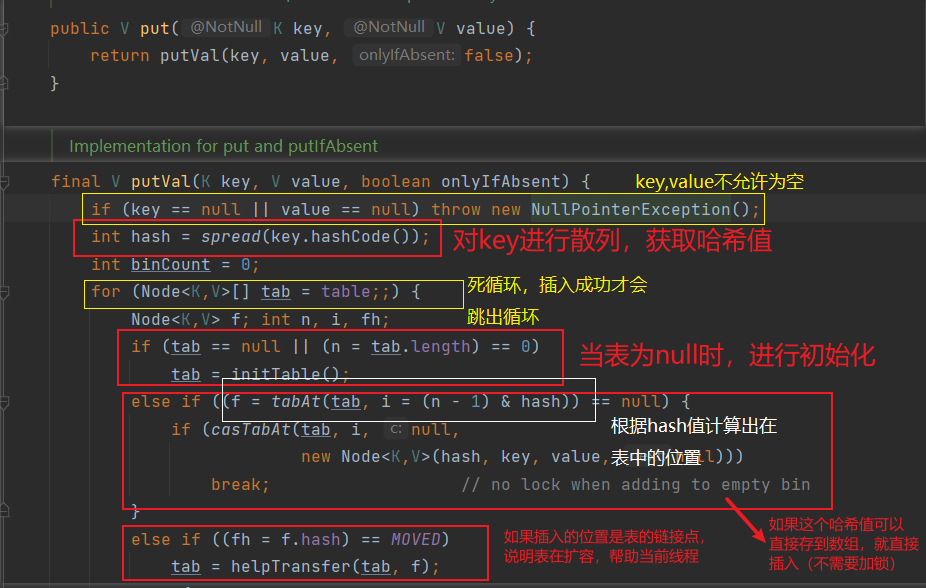 public V put( @NotNull K key, @NotNull V value) {
return putVal(key, value, onlyIfAbsent: false);
}
Implementation for put and putIfAbsent
final V putVal(K key, V value, boolean onlyIfAbsent) { key,value不允许为空
if (key == null || value == null) throw new NullPointerException();
int hash = spread(key.hashCode()); 对key进行散列，获取哈希值
int binCount = 0;
for (Node<K,V>[] tab = table;;) { 死循环，插入成功才会
跳出循环
Node<K,V> f; int n, i, fh;
if (tab == null || (n = tab.length) == 0) 当表为null时，进行初始化
tab = initTable();
else if ((f = tabAt(tab, i = (n - 1) & hash)) == null) {
if (casTabAt(tab, i, c: null, 根据hash值计算出在
new Node<K,V>(hash, key, value, 表中的位置 l)))
break; // no lock when adding to empty bin
}
如果这个哈希值可以
直接存到数组，就直接
插入（不需要加锁）
else if ((fh = f.hash) == MOVED) 如果插入的位置是表的链接点，
tab = helpTransfer(tab, f); 说明表在扩容，帮助当前线程